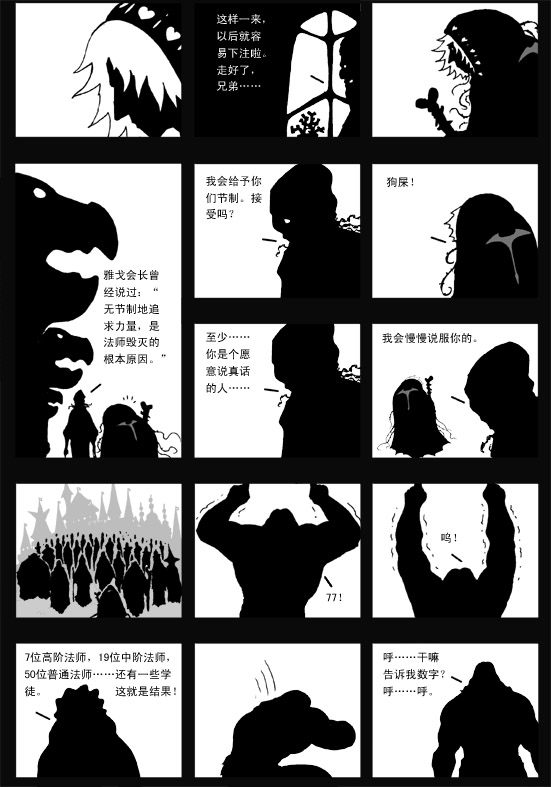 这样一来，
以后就容
易下注啦。
走好了，
兄弟……
雅戈会长曾
经说过：“
无节制地追
求力量，是
法师毁灭的
根本原因。”
我会给予你
们节制。接
受吗？
狗屎！
至少……
你是个愿
意说真话
的人……
我会慢慢说服你的。
77！
呜！
7位高阶法师，19位中阶法师，
50位普通法师……还有一些学
徒。 这就是结果！
呼……干嘛
告诉我数字？
呼……呼。